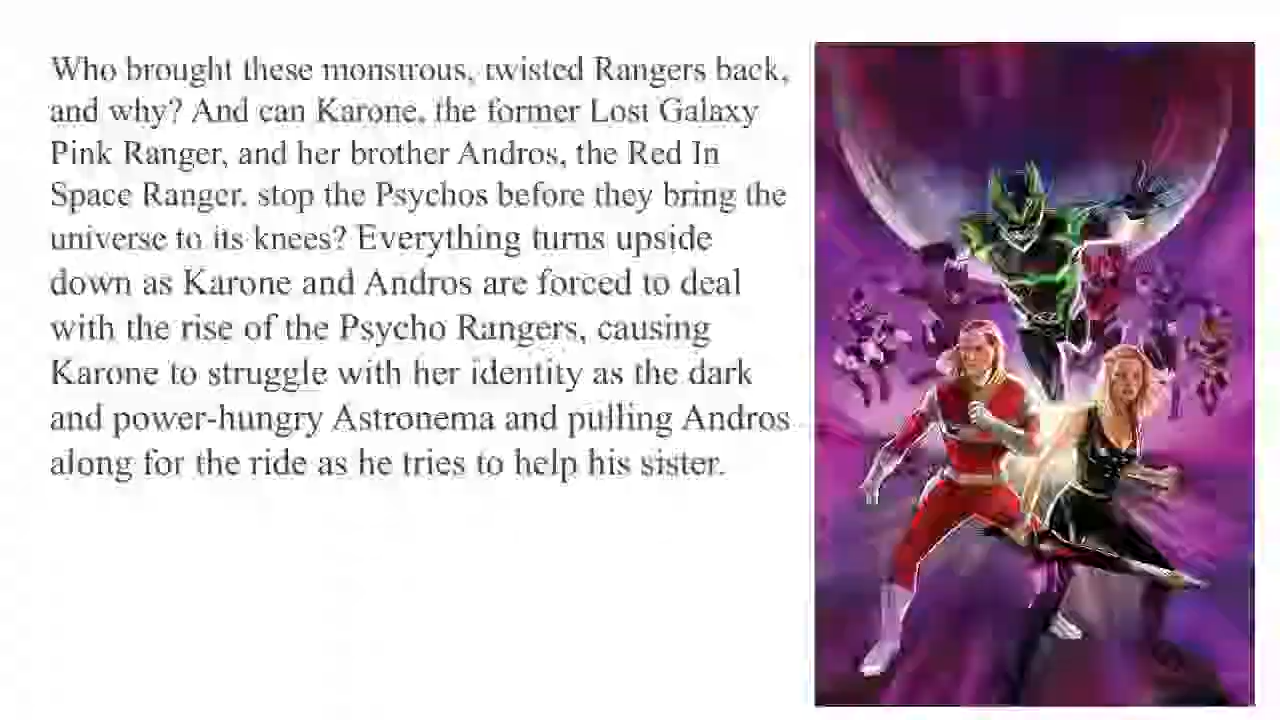 Who brought these monstrous, twisted Rangers back,
and why? And can Karone, the former Lost Galaxy
Pink Ranger, and her brother Andros, the Red In
Space Ranger, stop the Psychos before they bring the
universe to its knees? Everything turns upside
down as Karone and Andros are forced to deal
with the rise of the Psycho Rangers, causing
Karone to struggle with her identity as the dark
and power-hungry Astronema and pulling Andros
along for the ride as he tries to help his sister.